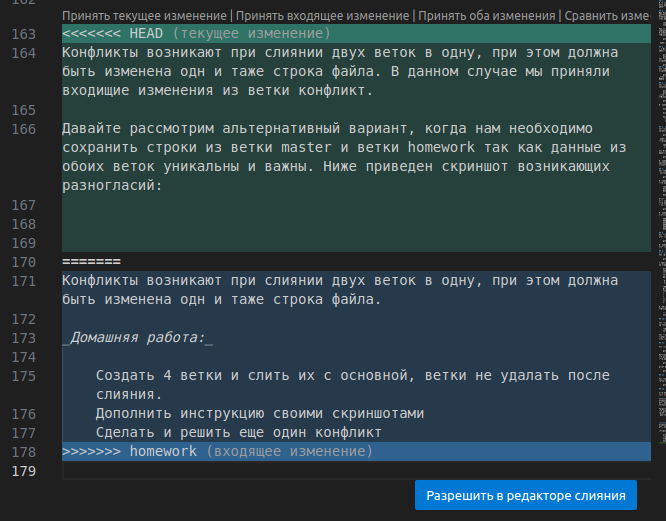 162
Принять текущее изменение | Принять входящее изменение | Принять оба изменения | Сравнить изме
163 <<<<<<< HEAD (текущее изменение)
164 Конфликты возникают при слиянии двух веток в одну, при этом должна
быть изменена одн и таже строка файла. В данном случае мы приняли
входящие изменения из ветки конфликт.
165
166 Давайте рассмотрим альтернативный вариант, когда нам необходимо
сохранить строки из ветки master и ветки homework так как данные из
обоих веток уникальны и важны. Ниже приведен скриншот возникающих
разногласий:
167
168
169
170 =======
171 Конфликты возникают при слиянии двух веток в одну, при этом должна
быть изменена одн и таже строка файла.
172
173 _Домашняя работа:_
174
175 Создать 4 ветки и слить их с основной, ветки не удалать после
слияния.
176 Дополнить инструкцию своими скриншотами
177 Сделать и решить еще один конфликт
178 >>>>>>> homework (входящее изменение)
179
Разрешить в редакторе слияния